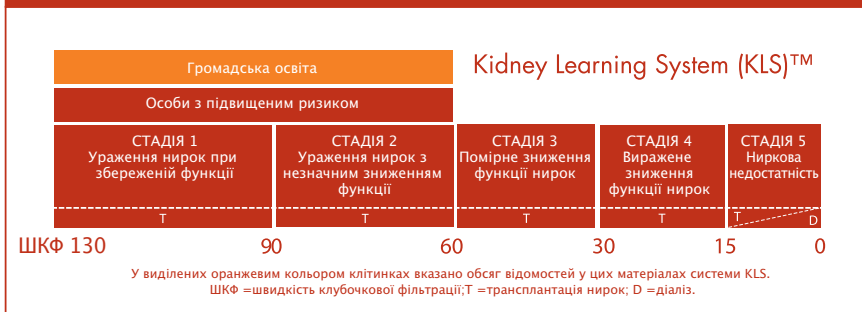 Громадська освіта
Kidney Learning System (KLS)™
Особи з підвищеним ризиком
СТАДІЯ 1
Ураження нирок при
збереженій функції
СТАДІЯ 2
Ураження нирок з
незначним зниженням
функції
СТАДІЯ 3
Помірне зниження
функції нирок
СТАДІЯ 4
Виражене
зниження
функції нирок
СТАДІЯ 5
Ниркова
недостатність
Т Т Т Т Т D
ШКФ 130 90 60 30 15 0
У виділених оранжевим кольором клітинках вказано обсяг відомостей у цих матеріалах системи KLS.
ШКФ =швидкість клубочкової фільтрації;Т =трансплантація нирок; D =діаліз.